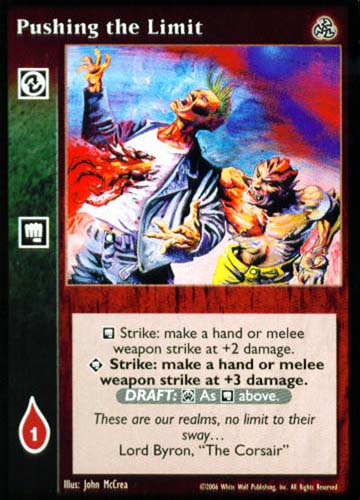 Pushing the Limit
Strike: make a hand or melee
weapon strike at +2 damage.
Strike: make a hand or melee
weapon strike at +3 damage.
DRAFT: As above.
These are our realms, no limit to their
sway...
Lord Byron, "The Corsair"
1
Illus: John McCrea
©2006 White Wolf Publishing, Inc. All Rights Reserved.